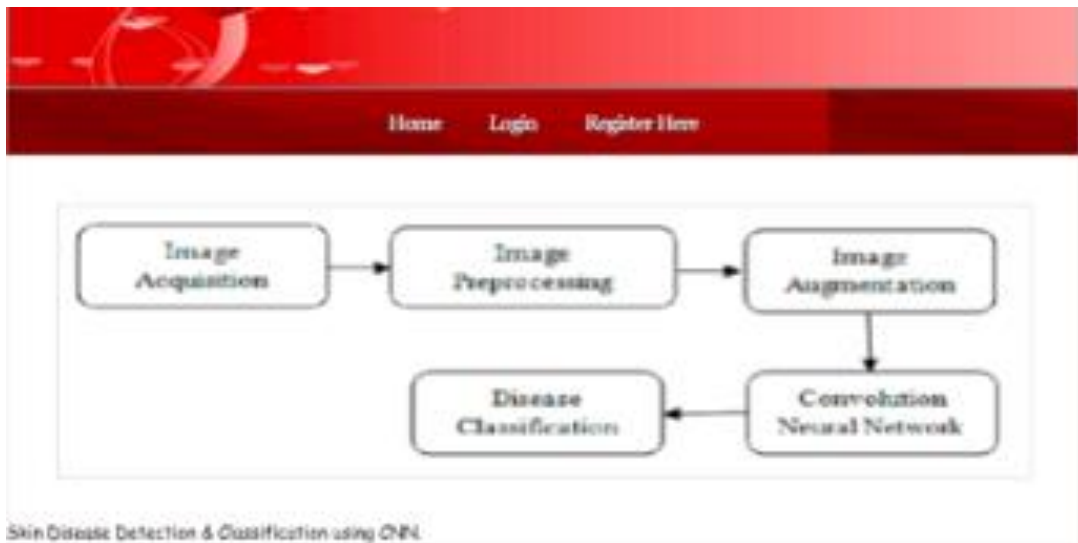 Home Login Register Here
Image
Acquisition
Image
Preprocessing
Image
Augmentation
Disease
Classification
Convolution
Neural Network
Skin Disease Detection & Classification using CNN.